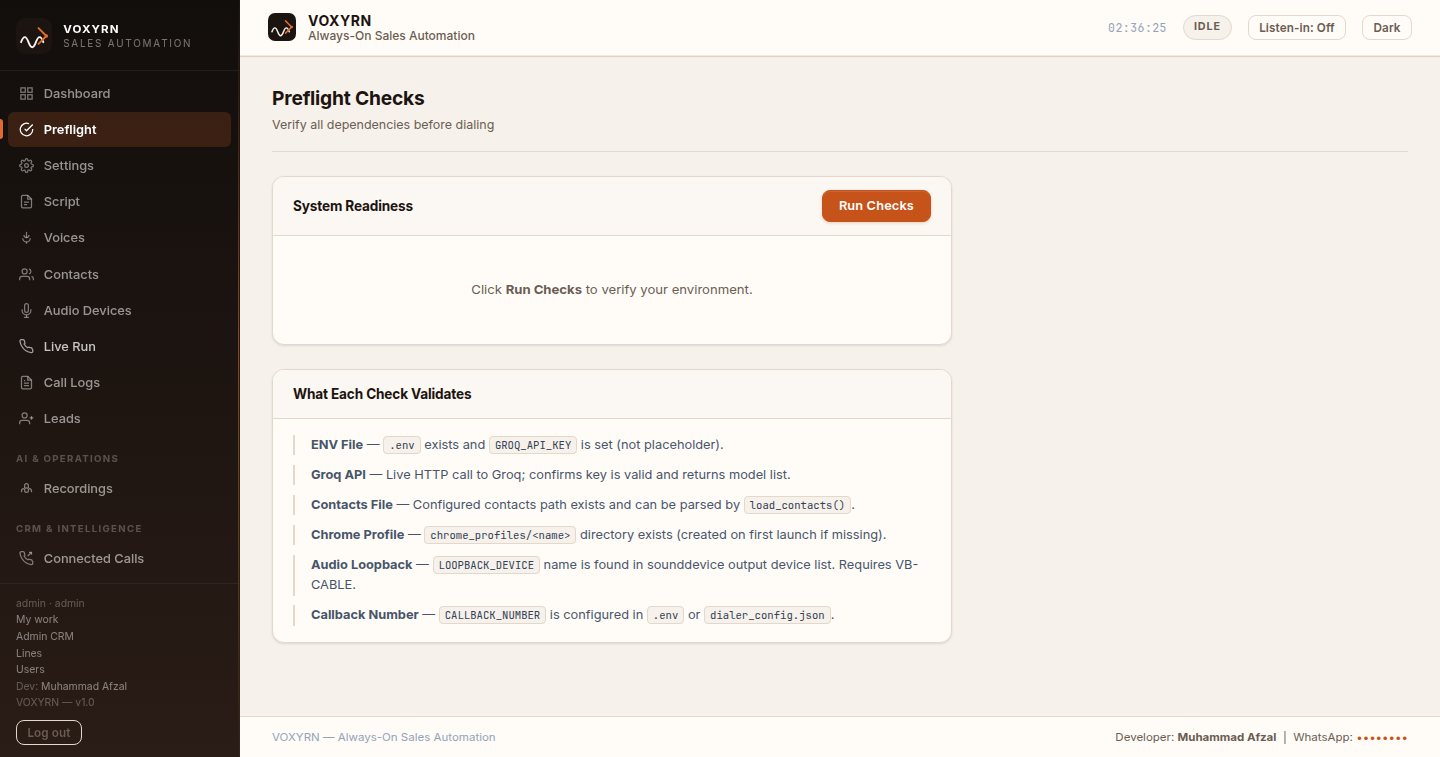 VOXYRN
SALES AUTOMATION
Dashboard
Preflight
Settings
Script
Voices
Contacts
Audio Devices
Live Run
Call Logs
Leads
AI & OPERATIONS
Recordings
CRM & INTELLIGENCE
Connected Calls
admin · admin
My work
Admin CRM
Lines
Users
Dev: Muhammad Afzal
VOXYRN — v1.0
Log out
VOXYRN
Always-On Sales Automation
02:36:25
IDLE
Listen-in: Off
Dark
Preflight Checks
Verify all dependencies before dialing
System Readiness
Run Checks
Click Run Checks to verify your environment.
What Each Check Validates
ENV File — .env exists and GROQ_API_KEY is set (not placeholder).
Groq API — Live HTTP call to Groq; confirms key is valid and returns model list.
Contacts File — Configured contacts path exists and can be parsed by load_contacts().
Chrome Profile — chrome_profiles/<name> directory exists (created on first launch if missing).
Audio Loopback — LOOPBACK_DEVICE name is found in sounddevice output device list. Requires VB-
CABLE.
Callback Number — CALLBACK_NUMBER is configured in .env or dialer_config.json.
VOXYRN — Always-On Sales Automation
Developer: Muhammad Afzal | WhatsApp: ••••••••